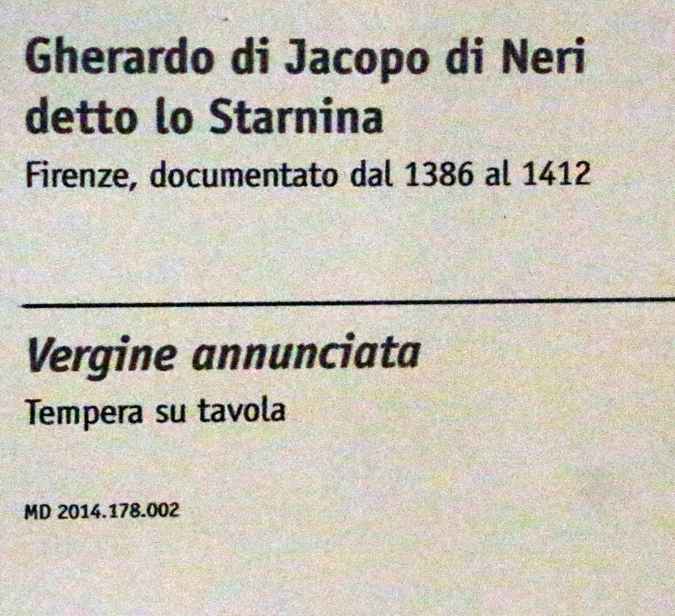 Gherardo di Jacopo di Neri
detto lo Starnina
Firenze, documentato dal 1386 al 1412
Vergine annunciata
Tempera su tavola
MD 2014.178.002